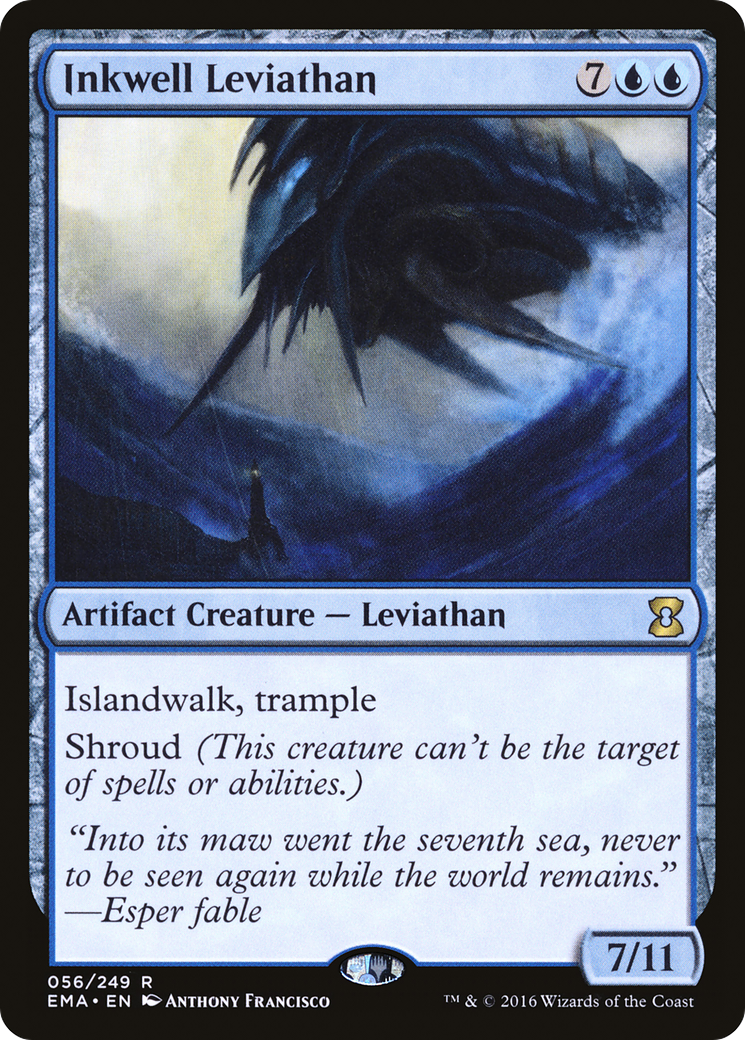 Inkwell Leviathan 7
Artifact Creature — Leviathan
Islandwalk, trample
Shroud (This creature can't be the target
of spells or abilities.)
"Into its maw went the seventh sea, never
to be seen again while the world remains."
—Esper fable
7/11
056/249 R
EMA • EN Anthony Francisco
™ & © 2016 Wizards of the Coast